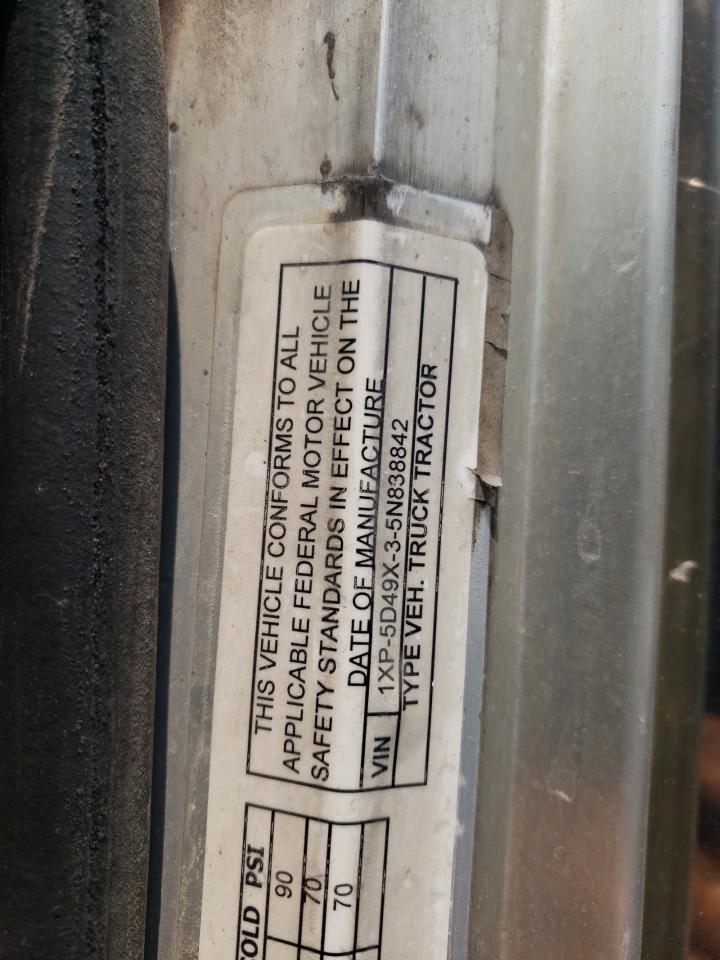 THIS VEHICLE CONFORMS TO ALL
APPLICABLE FEDERAL MOTOR VEHICLE
SAFETY STANDARDS IN EFFECT ON THE
DATE OF MANUFACTURE
VIN 1XP-5D49X-3-5N838842
TYPE VEH. TRUCK TRACTOR
PSI
90
70
70